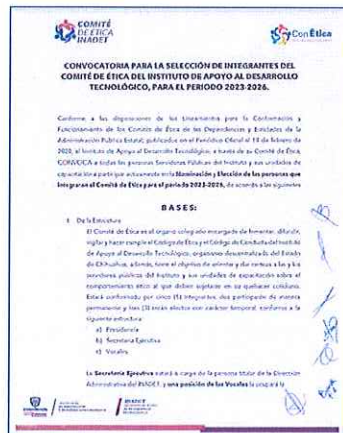 COMITÉ
DE ÉTICA
INADET
ConÉtica
CONVOCATORIA PARA LA SELECCIÓN DE INTEGRANTES DEL
COMITÉ DE ÉTICA DEL INSTITUTO DE APOYO AL DESARROLLO
TECNOLÓGICO, PARA EL PERIODO 2023-2026.
Conforme a las disposiciones de los Lineamientos para la Conformación y
Funcionamiento de los Comités de Ética de las Dependencias y Entidades de la
Administración Pública Estatal, publicados en el Periódico Oficial el 19 de febrero de
2020, el Instituto de Apoyo al Desarrollo Tecnológico, a través de su Comité de Ética,
CONVOCA a todas las personas Servidoras Públicas del Instituto y sus unidades de
capacitación a participar activamente en la Nominación y Elección de las personas que
integrarán el Comité de Ética para el periodo 2023-2026, de acuerdo a las siguientes
BASES:
De la Estructura
El Comité de Ética es el órgano colegiado encargado de fomentar, difundir,
vigilar y hacer cumplir el Código de Ética y el Código de Conducta del Instituto
de Apoyo al Desarrollo Tecnológico, organismo descentralizado del Estado
de Chihuahua, además, tiene el objetivo de orientar y dar certeza a las y los
servidores públicos del Instituto y sus unidades de capacitación sobre el
comportamiento ético al que deben sujetarse en su quehacer cotidiano.
Estará conformado por cinco (5) integrantes, dos participarán de manera
permanente y tres (3) serán electos con carácter temporal, conforme a la
siguiente estructura:
a) Presidencia
b) Secretaría Ejecutiva
c) Vocales
La Secretaría Ejecutiva estará a cargo de la persona titular de la Dirección
Administrativa del INADET, y una posición de las Vocales la ocupará la
INADET